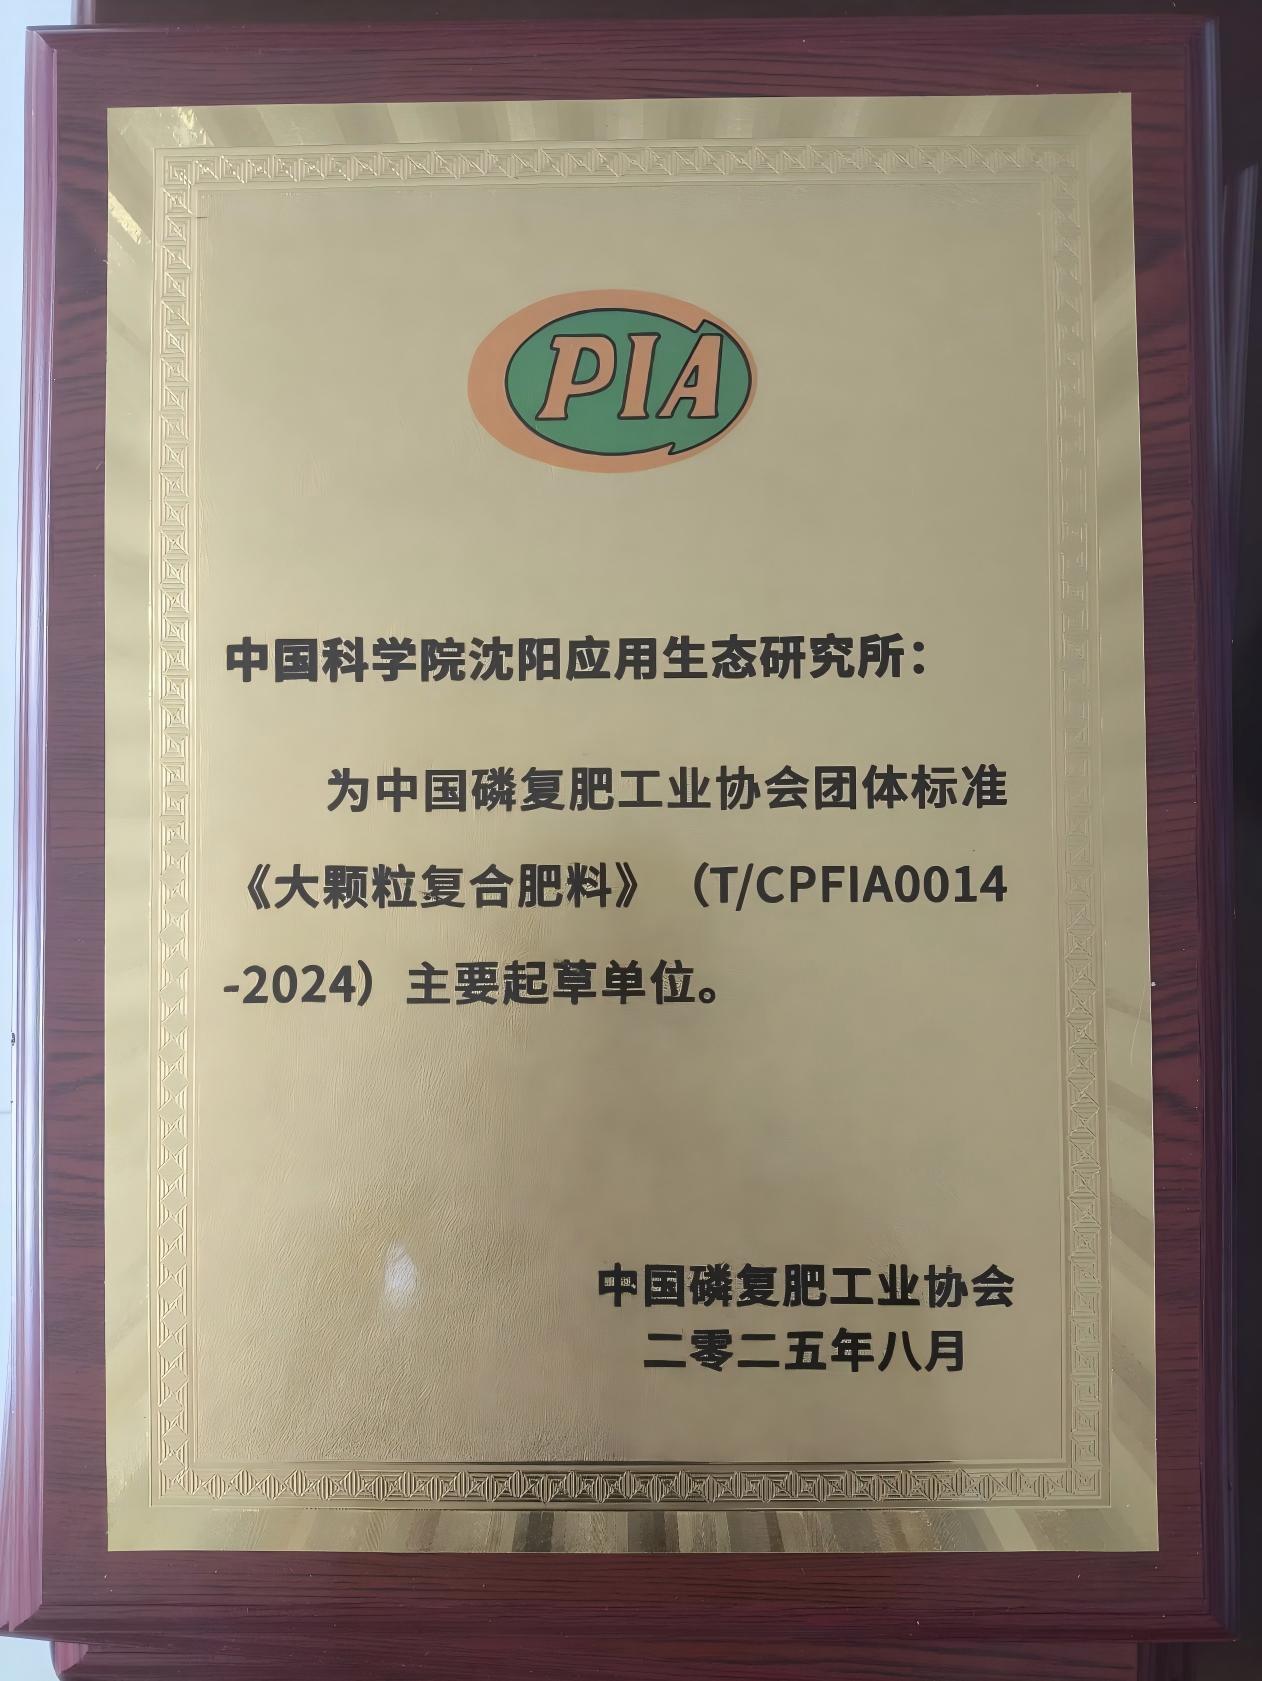 PIA
中国科学院沈阳应用生态研究所：
为中国磷复肥工业协会团体标准
《大颗粒复合肥料》（T/CPFIA0014
-2024）主要起草单位。
中国磷复肥工业协会
二零二五年八月